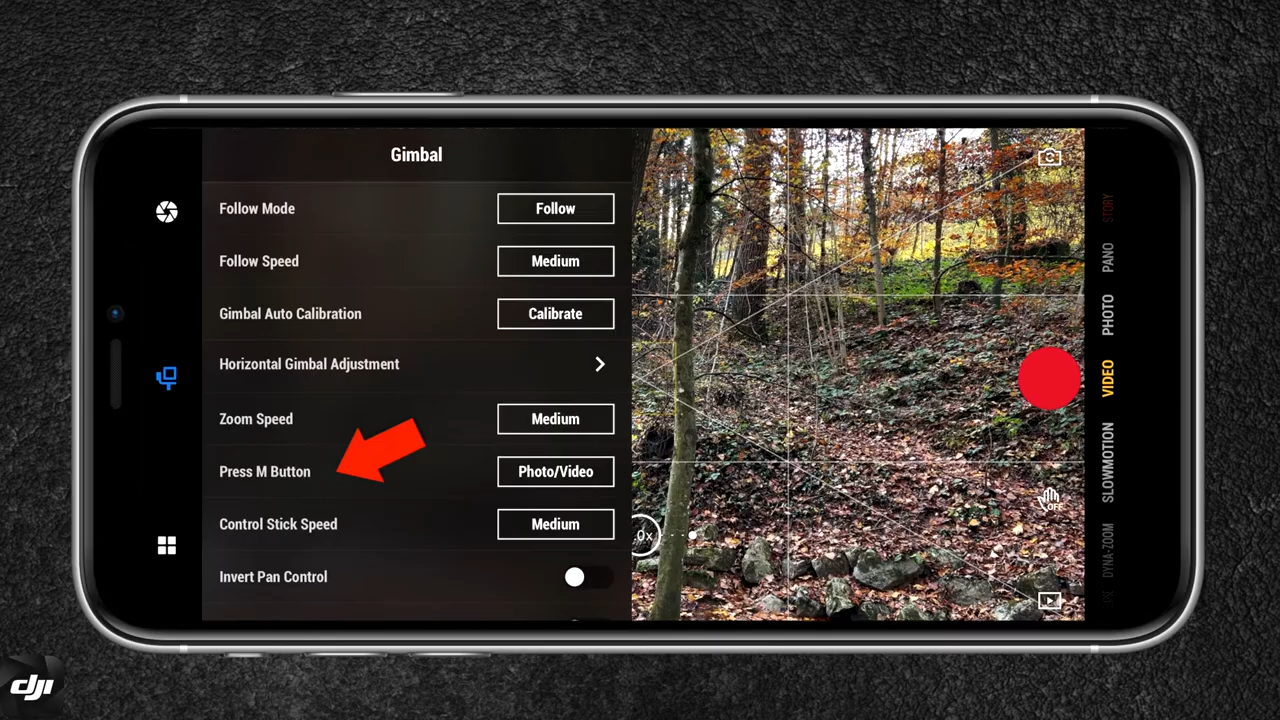 Gimbal
Follow Mode
Follow
Follow Speed
Medium
Gimbal Auto Calibration
Calibrate
Horizontal Gimbal Adjustment
Zoom Speed
Medium
Press M Button
Photo/Video
Control Stick Speed
Medium
Invert Pan Control
.0x
OFF
STORY
PANO
PHOTO
VIDEO
SLOWMOTION
DYNA-ZOOM
dji